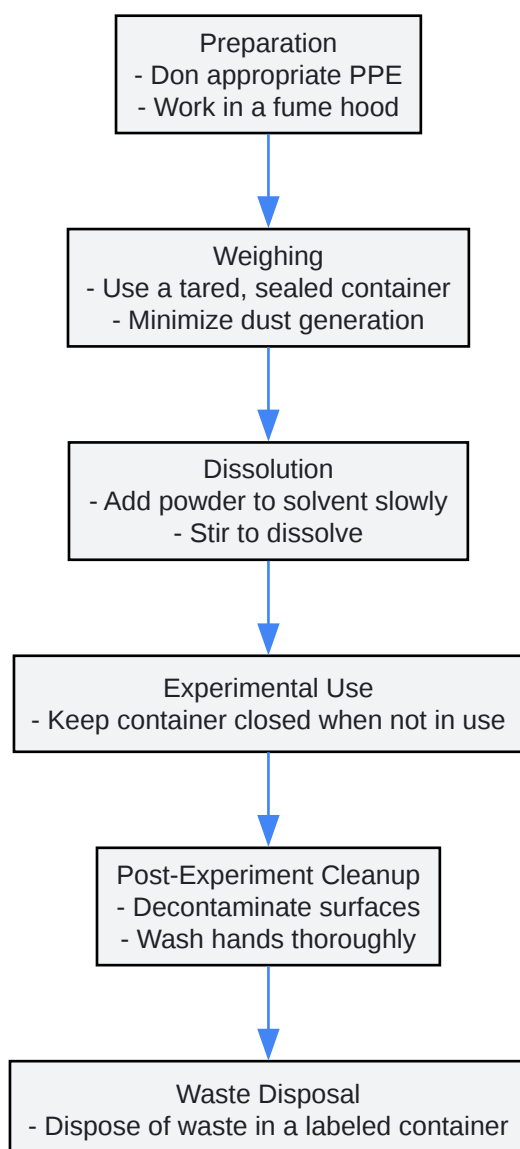 Preparation
- Don appropriate PPE
- Work in a fume hood
Weighing
- Use a tared, sealed container
- Minimize dust generation
Dissolution
- Add powder to solvent slowly
- Stir to dissolve
Experimental Use
- Keep container closed when not in use
Post-Experiment Cleanup
- Decontaminate surfaces
- Wash hands thoroughly
Waste Disposal
- Dispose of waste in a labeled container